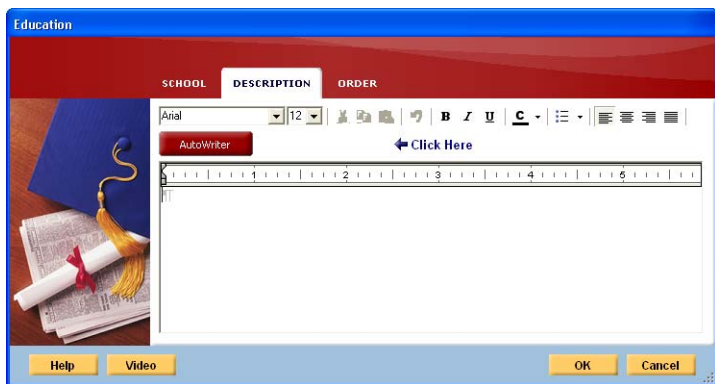 Education
SCHOOL DESCRIPTION ORDER
Arial 12 B I U C
AutoWriter Click Here
1 2 3 4 5
¶
Help Video OK Cancel